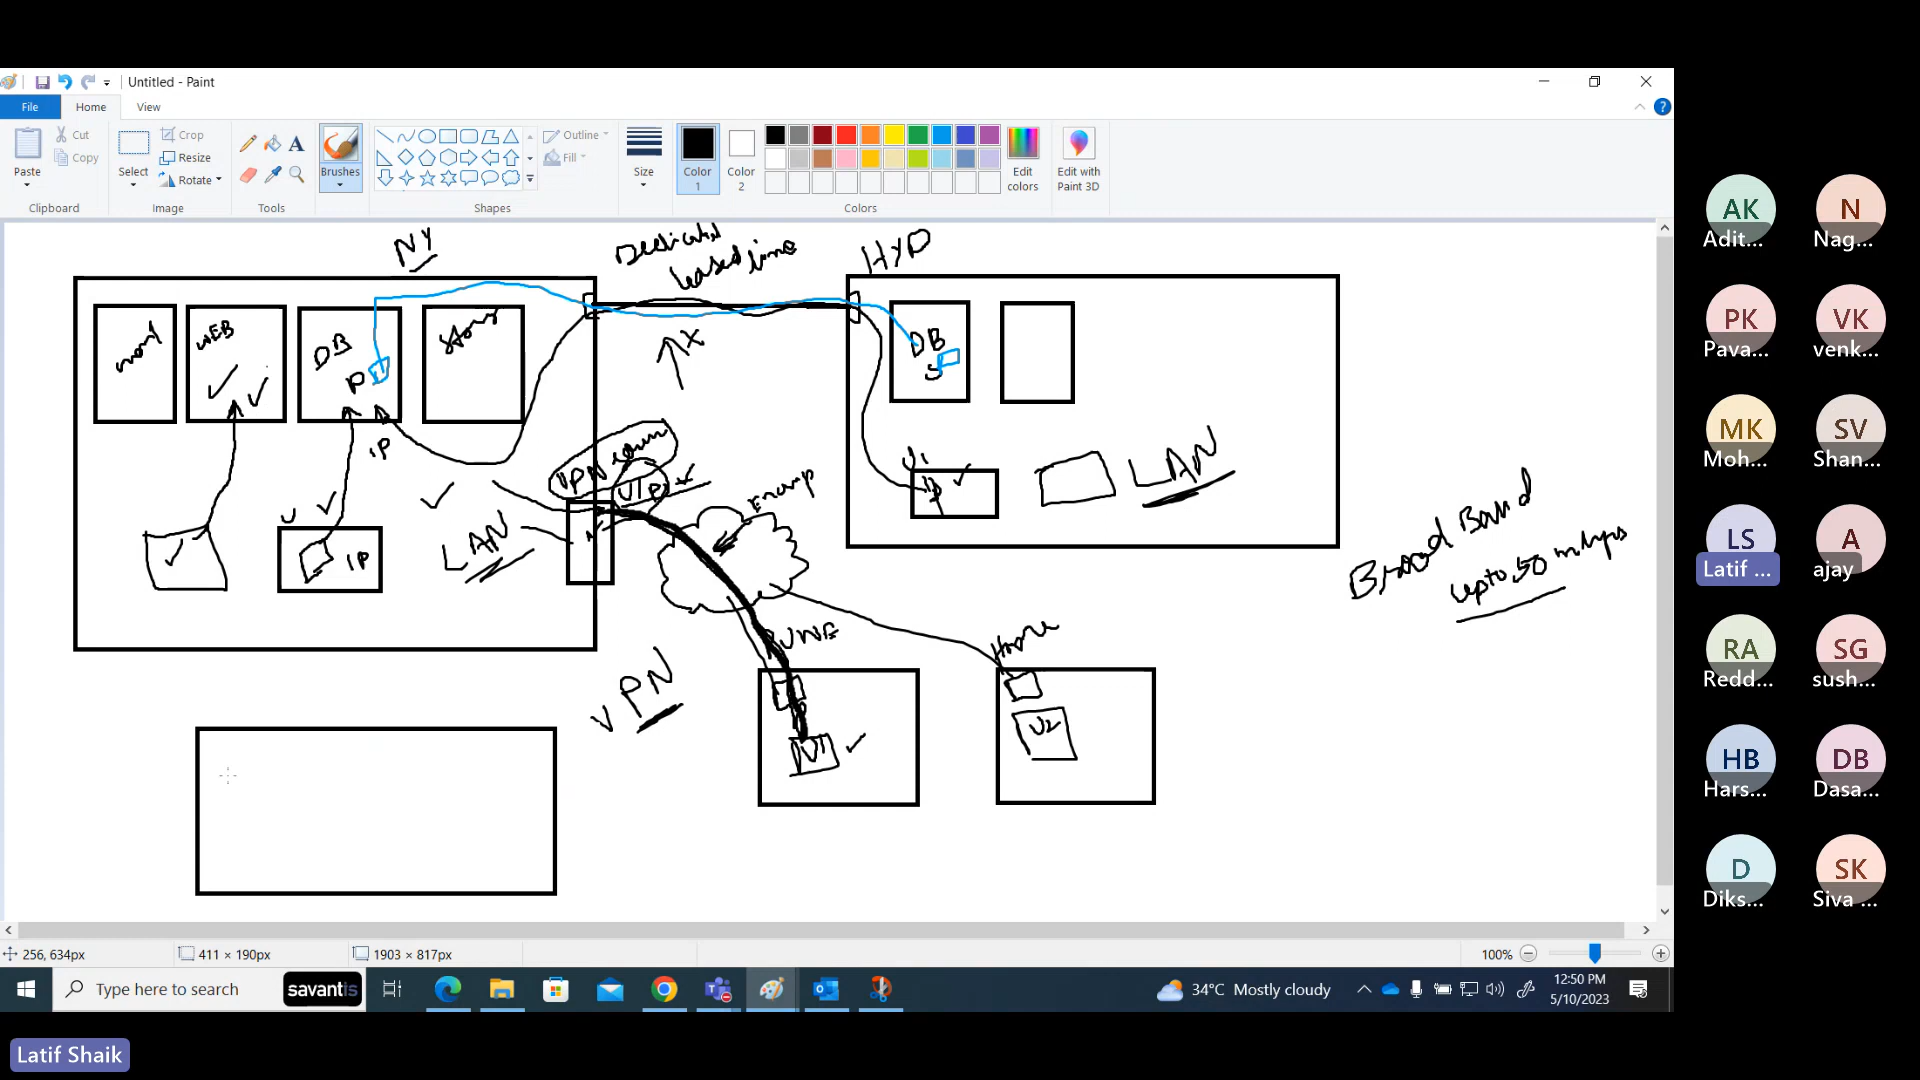 Untitled - Paint
File
Home
View
Paste
Cut
Copy
Clipboard
Select
Crop
Resize
Rotate
Image
Tools
Brushes
Shapes
Outline
Fill
Size
Color
1
Color
2
Edit
colors
Colors
Edit with
Paint 3D
NY
Dedicated
leased line
HYD
WEB
DB
P
IP
DB
S
X
U1
IP
LAN
VPN
LAN
IP
U
Broad Band
upto 50 mbps
Home
U2
U1
VPN
256, 634px
411 × 190px
1903 × 817px
100%
Type here to search
savantis
34°C Mostly cloudy
12:50 PM
5/10/2023
AK
Adit...
N
Nag...
PK
Pava...
VK
venk...
MK
Moh...
SV
Shan...
LS
Latif ...
A
ajay
RA
Redd...
SG
sush...
HB
Hars...
DB
Dasa...
D
Diks...
SK
Siva ...
Latif Shaik